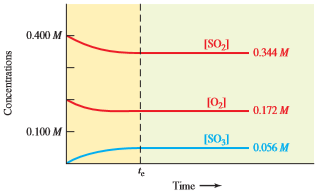 0.400 M
[SO₂]
0.344 M
Concentrations
[O₂]
0.172 M
0.100 M
[SO₃]
0.056 M
tₑ
Time →